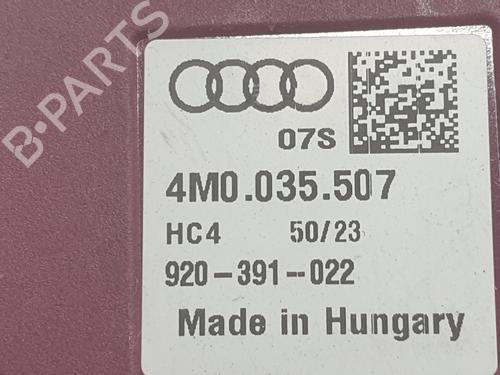 B-PARTS
07S
4M0.035.507
HC4 50/23
920-391-022
Made in Hungary